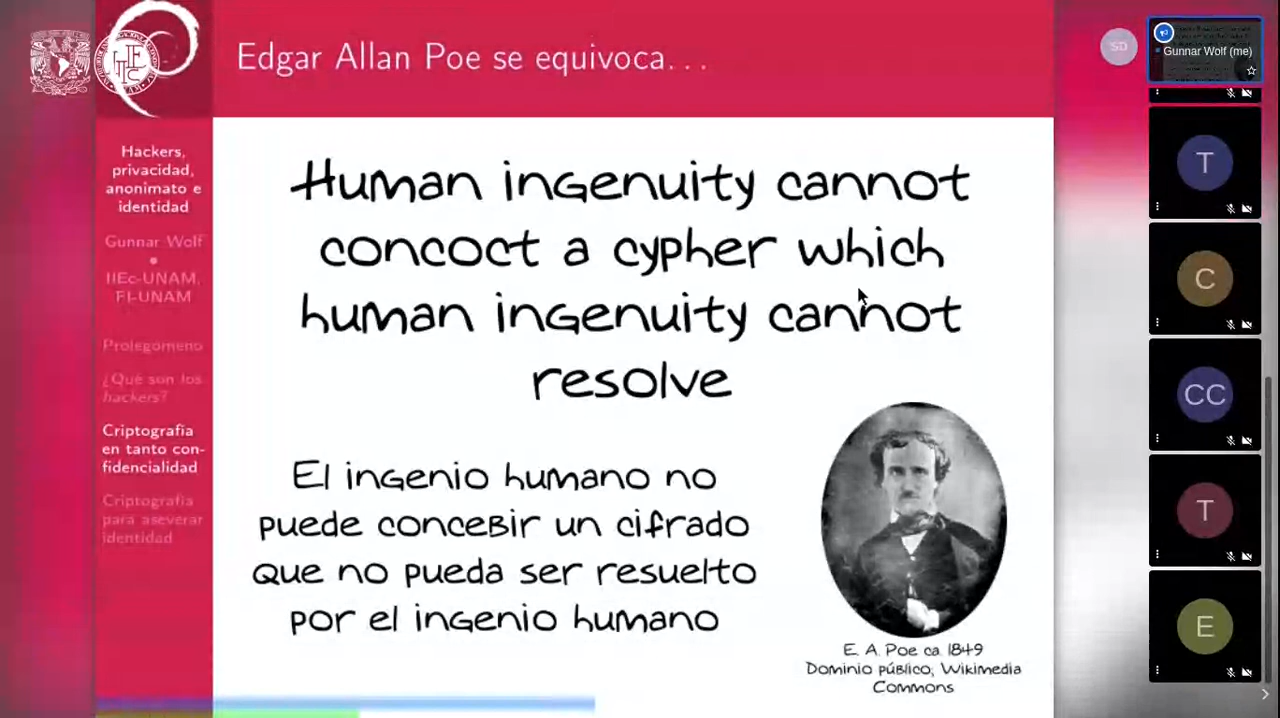 Edgar Allan Poe se equivoca...
Hackers,
privacidad,
anonimato e
identidad
Gunnar Wolf
IIEc-UNAM,
FI-UNAM
Prolegomeno
¿Qué son los
hackers?
Criptografia
en tanto con-
fidencialidad
Criptografia
para aseverar
identidad
Human ingenuity cannot
concoct a cypher which
human ingenuity cannot
resolve
El ingenio humano no
puede concebir un cifrado
que no pueda ser resuelto
por el ingenio humano
E. A. Poe ca. 1849
Dominio público; Wikimedia
Commons
SD
Gunnar Wolf (me)
T
C
CC
T
E